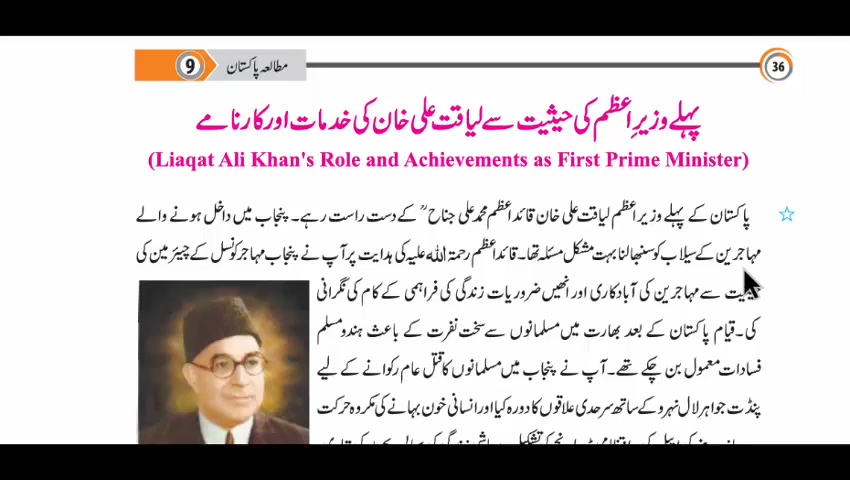 36
مطالعہ پاکستان
9
پہلے وزیرِ اعظم کی حیثیت سے لیاقت علی خان کی خدمات اور کارنامے
(Liaqat Ali Khan's Role and Achievements as First Prime Minister)
☆ پاکستان کے پہلے وزیر اعظم لیاقت علی خان قائد اعظم محمد علی جناحؒ کے دست راست رہے۔ پنجاب میں داخل ہونے والے
مہاجرین کے سیلاب کو سنبھالنا بہت مشکل مسئلہ تھا۔ قائد اعظم رحمۃ اللہ علیہ کی ہدایت پر آپ نے پنجاب مہاجر کونسل کے چیئرمین کی
سے مہاجرین کی آبادکاری اور انھیں ضروریات زندگی کی فراہمی کے کام کی نگرانی
کی۔ قیام پاکستان کے بعد بھارت میں مسلمانوں سے سخت نفرت کے باعث ہندو مسلم
فسادات معمول بن چکے تھے۔ آپ نے پنجاب میں مسلمانوں کا قتل عام رکوانے کے لیے
پنڈت جواہر لال نہرو کے ساتھ سرحدی علاقوں کا دورہ کیا اور انسانی خون بہانے کی مکروہ حرکت